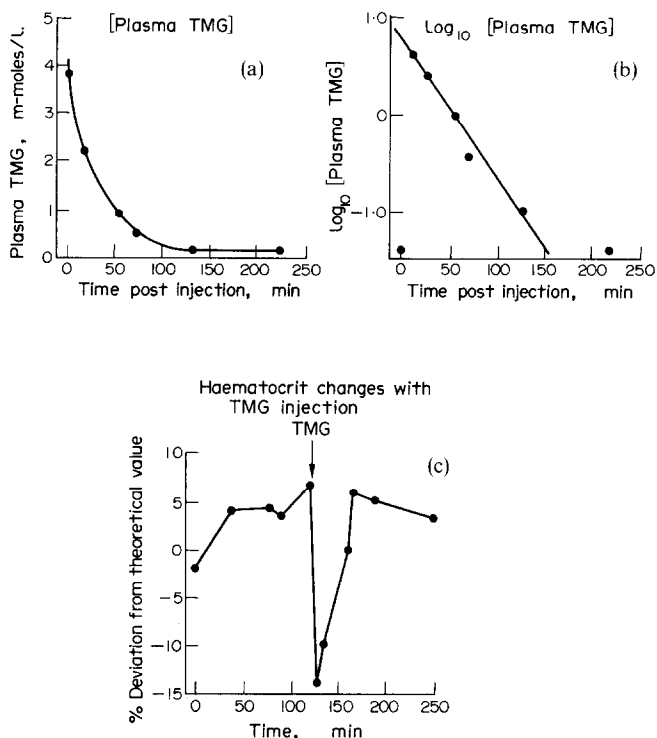 [Plasma TMG]
(a)
Plasma TMG, m-moles/l.
5
4
3
2
1
0
0 50 100 150 200 250
Time post injection, min
Log10 [Plasma TMG]
(b)
Log10 [Plasma TMG]
1·0
0
-1·0
0 50 100 150 200 250
Time post injection, min
Haematocrit changes with
TMG injection
TMG
(c)
% Deviation from theoretical value
10
5
0
-5
-10
-15
0 50 100 150 200 250
Time, min